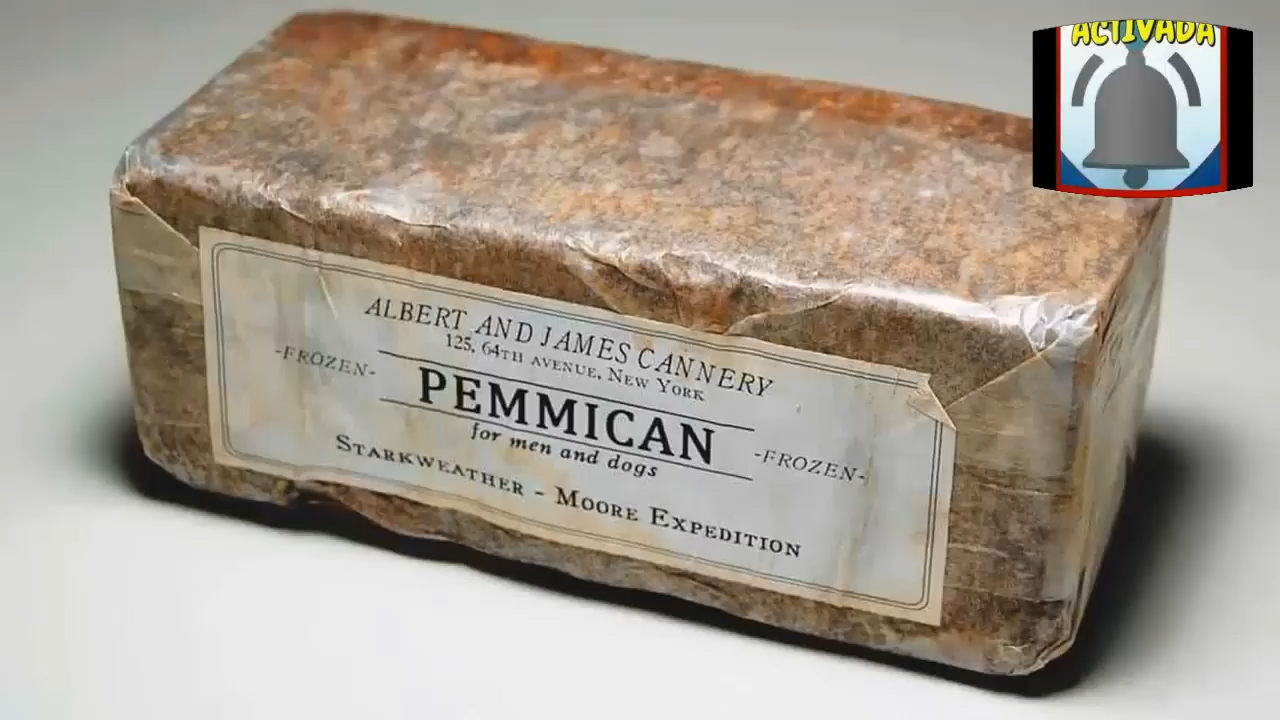 ACTIVADA
ALBERT AND JAMES CANNERY
125, 64TH AVENUE, NEW YORK
-FROZEN-
PEMMICAN
-FROZEN-
for men and dogs
STARKWEATHER - MOORE EXPEDITION